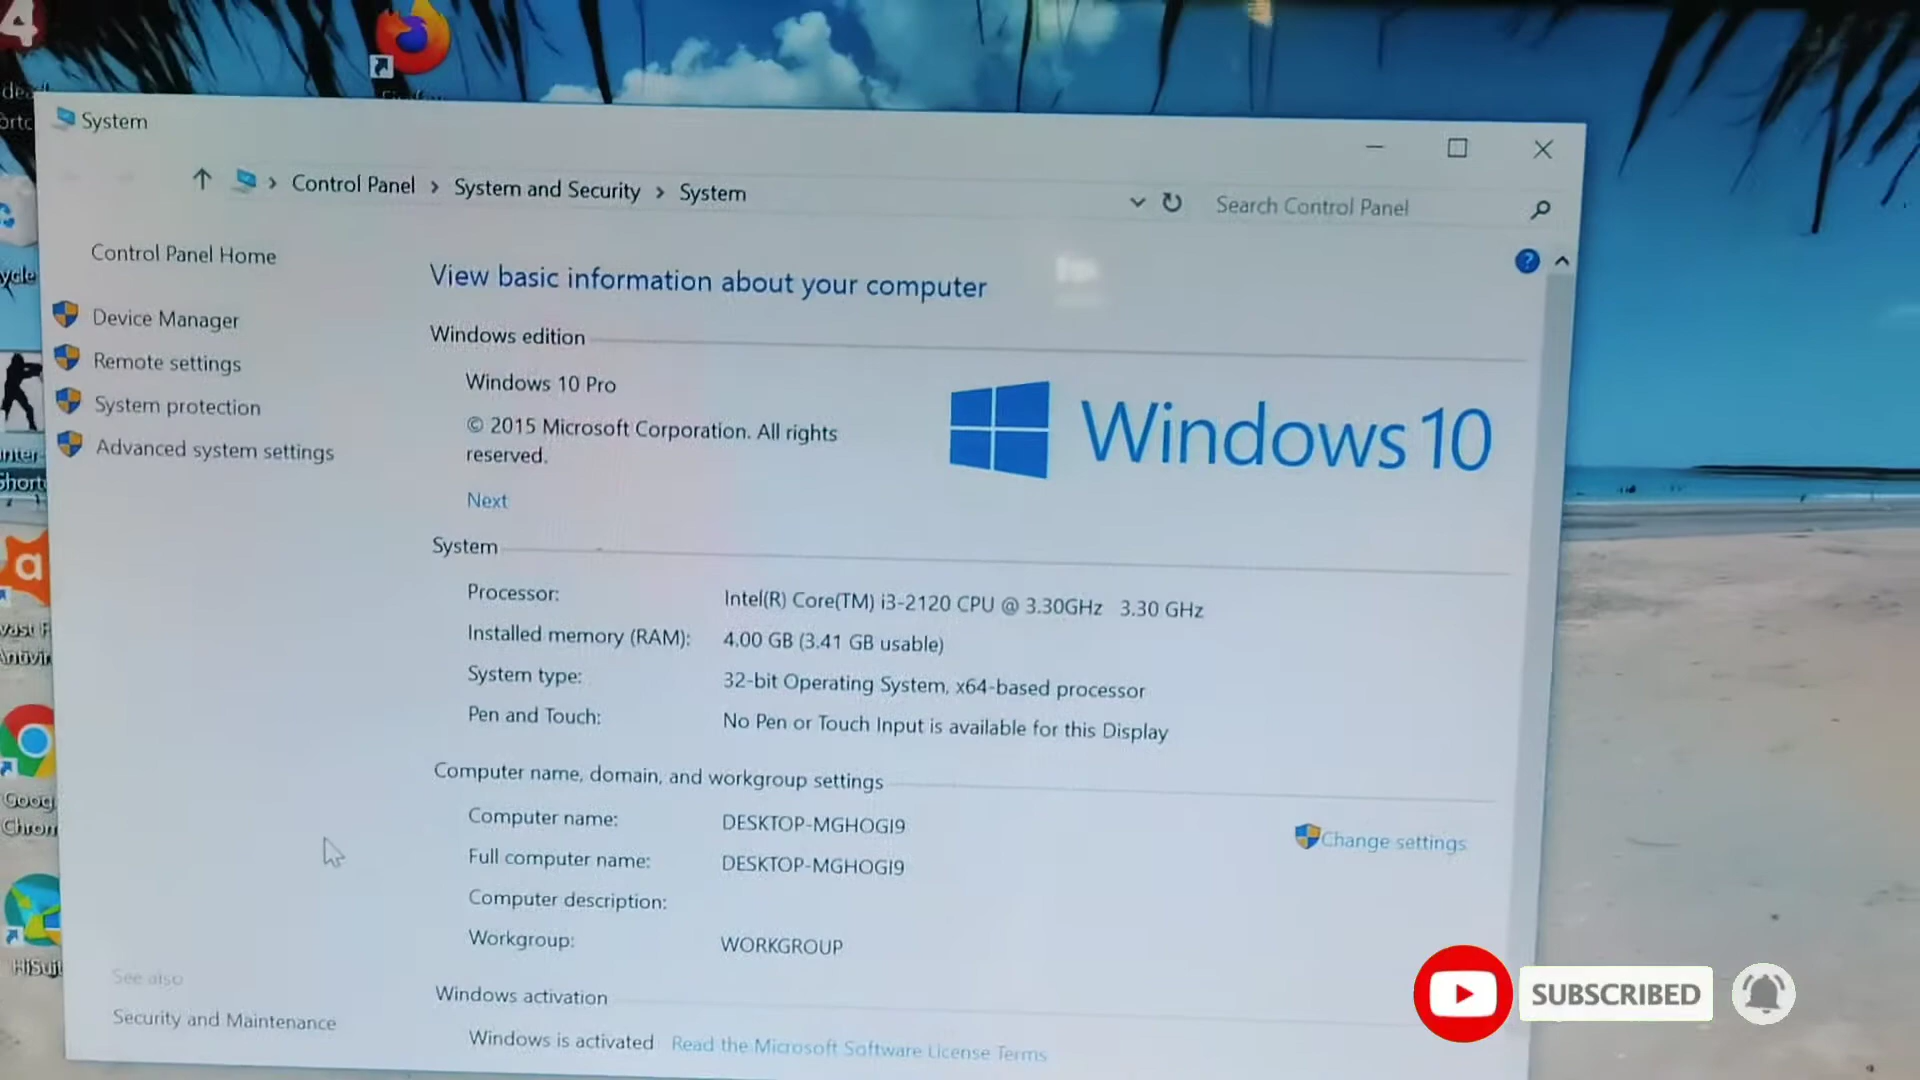 4
System
Control Panel > System and Security > System
Search Control Panel
Control Panel Home
Device Manager
Remote settings
System protection
Advanced system settings
See also
Security and Maintenance
View basic information about your computer
?
Windows edition
Windows 10 Pro
© 2015 Microsoft Corporation. All rights
reserved.
Next
Windows 10
System
Processor: Intel(R) Core(TM) i3-2120 CPU @ 3.30GHz 3.30 GHz
Installed memory (RAM): 4.00 GB (3.41 GB usable)
System type: 32-bit Operating System, x64-based processor
Pen and Touch: No Pen or Touch Input is available for this Display
Computer name, domain, and workgroup settings
Computer name: DESKTOP-MGHOGI9
Change settings
Full computer name: DESKTOP-MGHOGI9
Computer description:
Workgroup: WORKGROUP
Windows activation
Windows is activated Read the Microsoft Software License Terms
a
Goog
Chrom
HiSuit
SUBSCRIBED